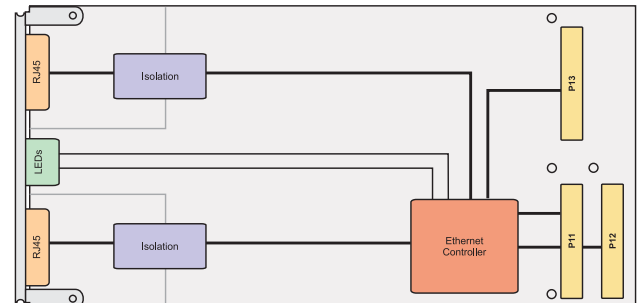 RJ45
Isolation
P13
LEDs
RJ45
Isolation
Ethernet
Controller
P11
P12